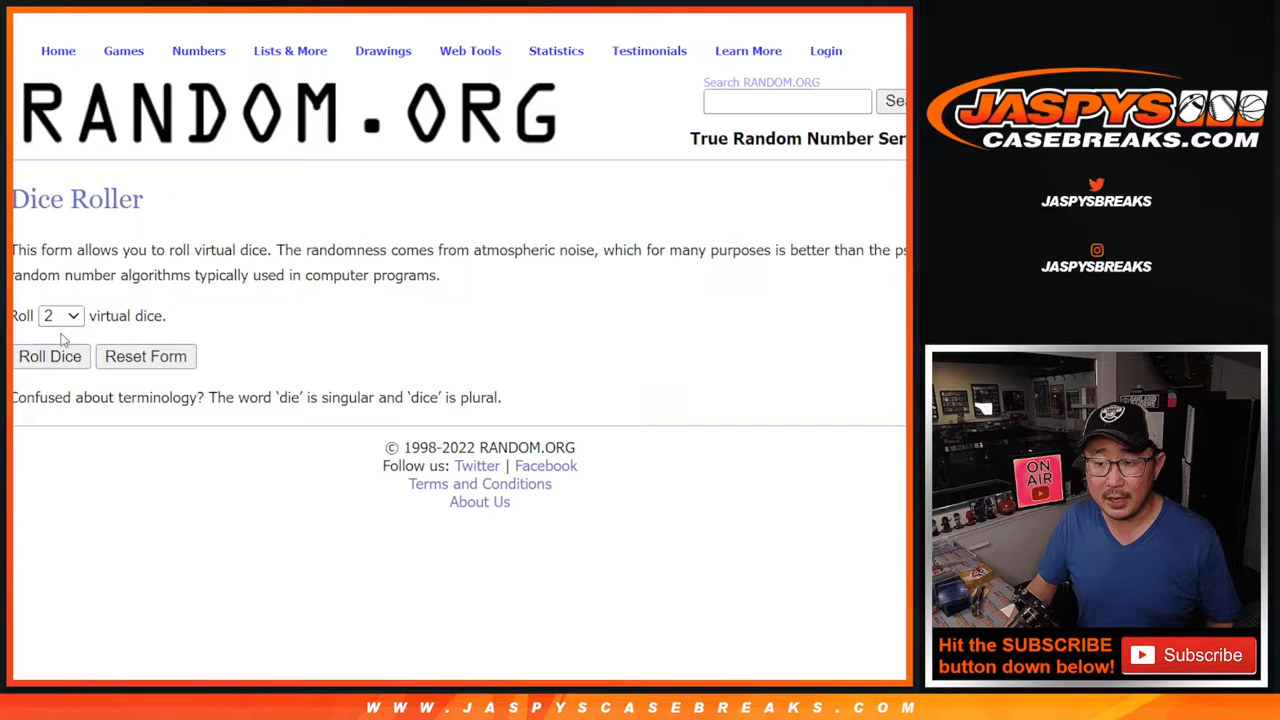 Home Games Numbers Lists & More Drawings Web Tools Statistics Testimonials Learn More Login
RANDOM.ORG
Search RANDOM.ORG
Sea
True Random Number Ser
Dice Roller
This form allows you to roll virtual dice. The randomness comes from atmospheric noise, which for many purposes is better than the ps
random number algorithms typically used in computer programs.
Roll 2 virtual dice.
Roll Dice Reset Form
Confused about terminology? The word ‘die’ is singular and ‘dice’ is plural.
© 1998-2022 RANDOM.ORG
Follow us: Twitter | Facebook
Terms and Conditions
About Us
JASPYS
CASEBREAKS.COM
JASPYSBREAKS
JASPYSBREAKS
OAKLAND
RAIDERS
ON
AIR
Hit the SUBSCRIBE
button down below!
Subscribe
WWW.JASPYSCASEBREAKS.COM